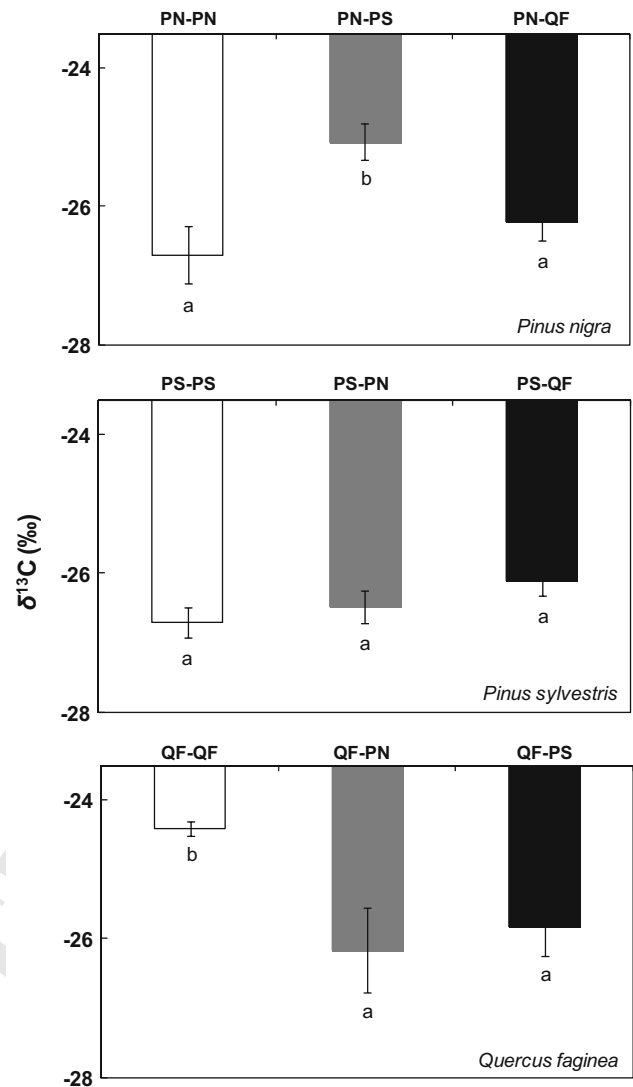 PN-PN PN-PS PN-QF
-24
-26
-28
a
b
a
Pinus nigra
PS-PS PS-PN PS-QF
-24
-26
-28
a
a
a
Pinus sylvestris
δ¹³C (‰)
QF-QF QF-PN QF-PS
-24
-26
-28
b
a
a
Quercus faginea